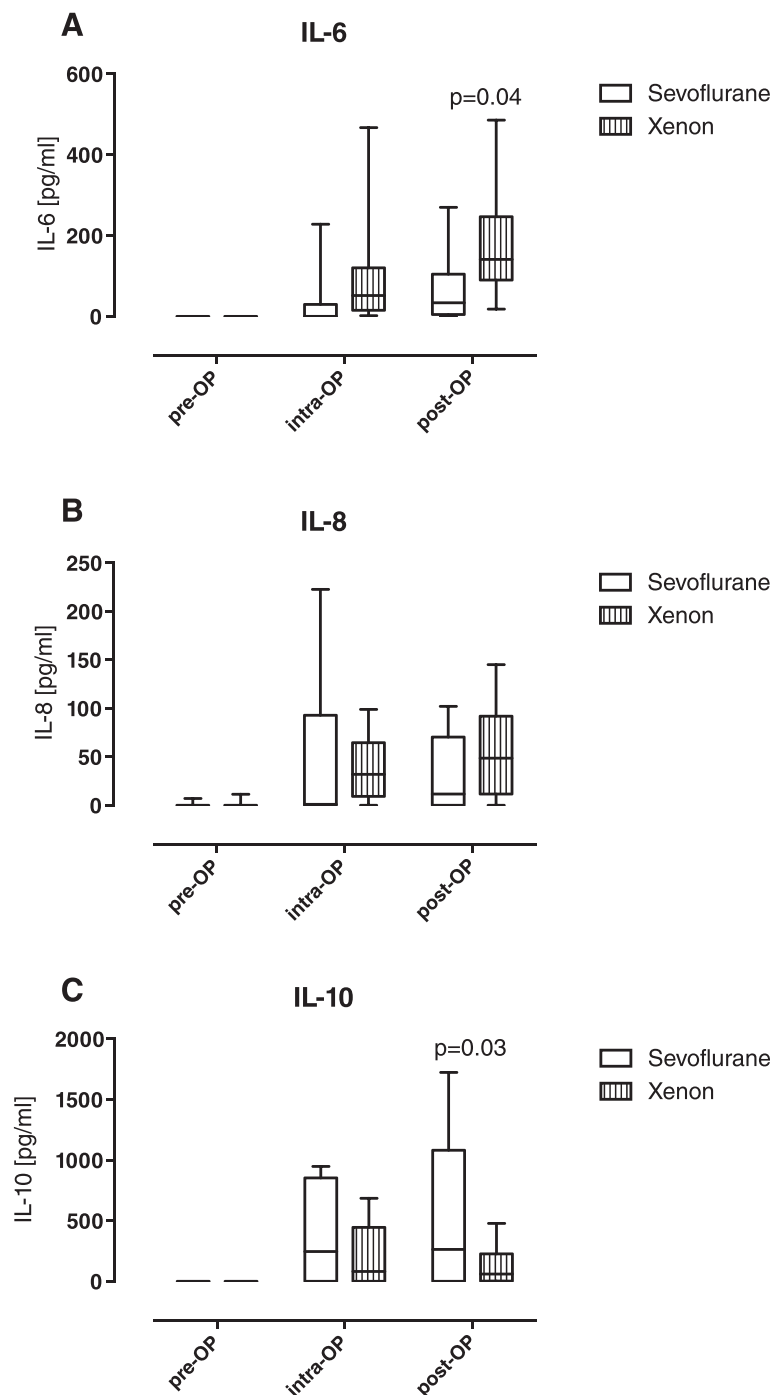 A
IL-6
600
400
200
0
IL-6 [pg/ml]
p=0.04
Sevoflurane
Xenon
pre-OP
intra-OP
post-OP
B
IL-8
250
200
150
100
50
0
IL-8 [pg/ml]
Sevoflurane
Xenon
pre-OP
intra-OP
post-OP
C
IL-10
2000
1500
1000
500
0
IL-10 [pg/ml]
p=0.03
Sevoflurane
Xenon
pre-OP
intra-OP
post-OP